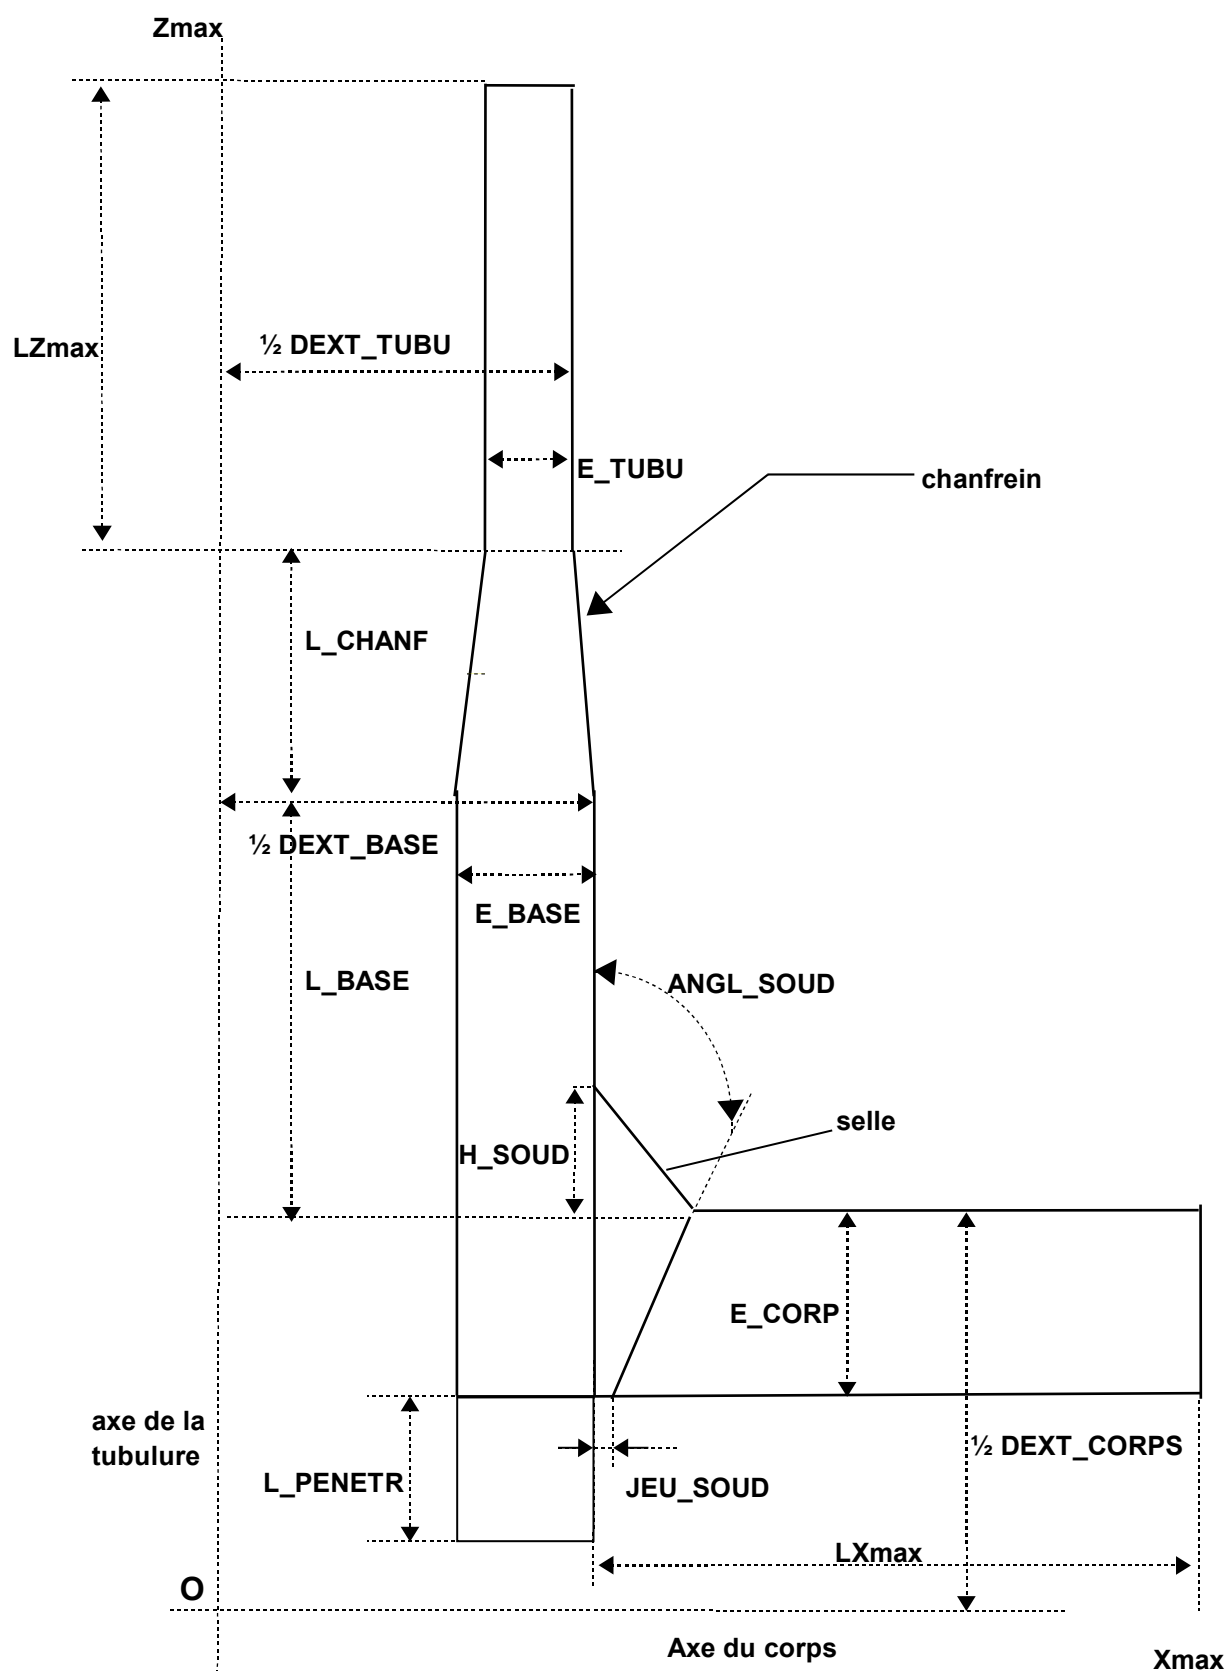 Zmax
LZmax
½ DEXT_TUBU
E_TUBU
chanfrein
L_CHANF
½ DEXT_BASE
E_BASE
L_BASE
ANGL_SOUD
selle
H_SOUD
E_CORP
axe de la
tubulure
½ DEXT_CORPS
L_PENETR
JEU_SOUD
LXmax
O
Axe du corps
Xmax